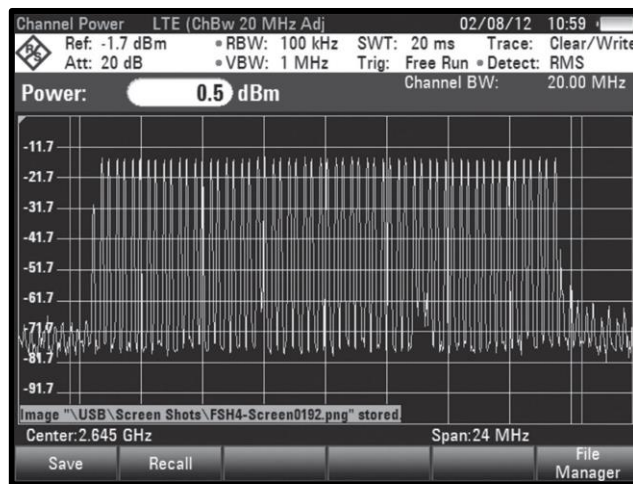 Channel Power LTE (ChBw 20 MHz Adj 02/08/12 10:59
Ref: -1.7 dBm RBW: 100 kHz SWT: 20 ms Trace: Clear/Write
Att: 20 dB VBW: 1 MHz Trig: Free Run Detect: RMS
Power: 0.5 dBm Channel BW: 20.00 MHz
-11.7
-21.7
-31.7
-41.7
-51.7
-61.7
-71.7
-81.7
-91.7
Image "\USB\Screen Shots\FSH4-Screen0192.png" stored.
Center:2.645 GHz Span:24 MHz
Save Recall File
Manager